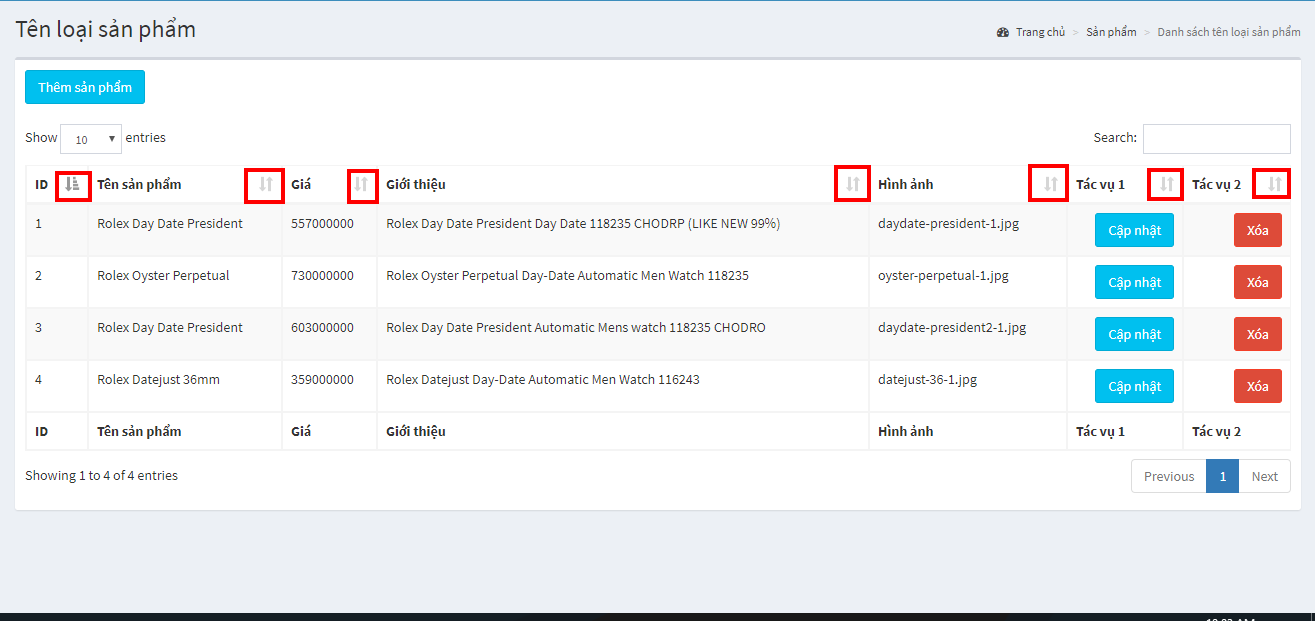 Tên loại sản phẩm
Trang chủ > Sản phẩm > Danh sách tên loại sản phẩm
Thêm sản phẩm
Show 10 entries Search:
ID Tên sản phẩm Giá Giới thiệu Hình ảnh Tác vụ 1 Tác vụ 2
1 Rolex Day Date President 557000000 Rolex Day Date President Day Date 118235 CHODRP (LIKE NEW 99%) daydate-president-1.jpg Cập nhật Xóa
2 Rolex Oyster Perpetual 730000000 Rolex Oyster Perpetual Day-Date Automatic Men Watch 118235 oyster-perpetual-1.jpg Cập nhật Xóa
3 Rolex Day Date President 603000000 Rolex Day Date President Automatic Mens watch 118235 CHODRO daydate-president2-1.jpg Cập nhật Xóa
4 Rolex Datejust 36mm 359000000 Rolex Datejust Day-Date Automatic Men Watch 116243 datejust-36-1.jpg Cập nhật Xóa
ID Tên sản phẩm Giá Giới thiệu Hình ảnh Tác vụ 1 Tác vụ 2
Showing 1 to 4 of 4 entries Previous 1 Next